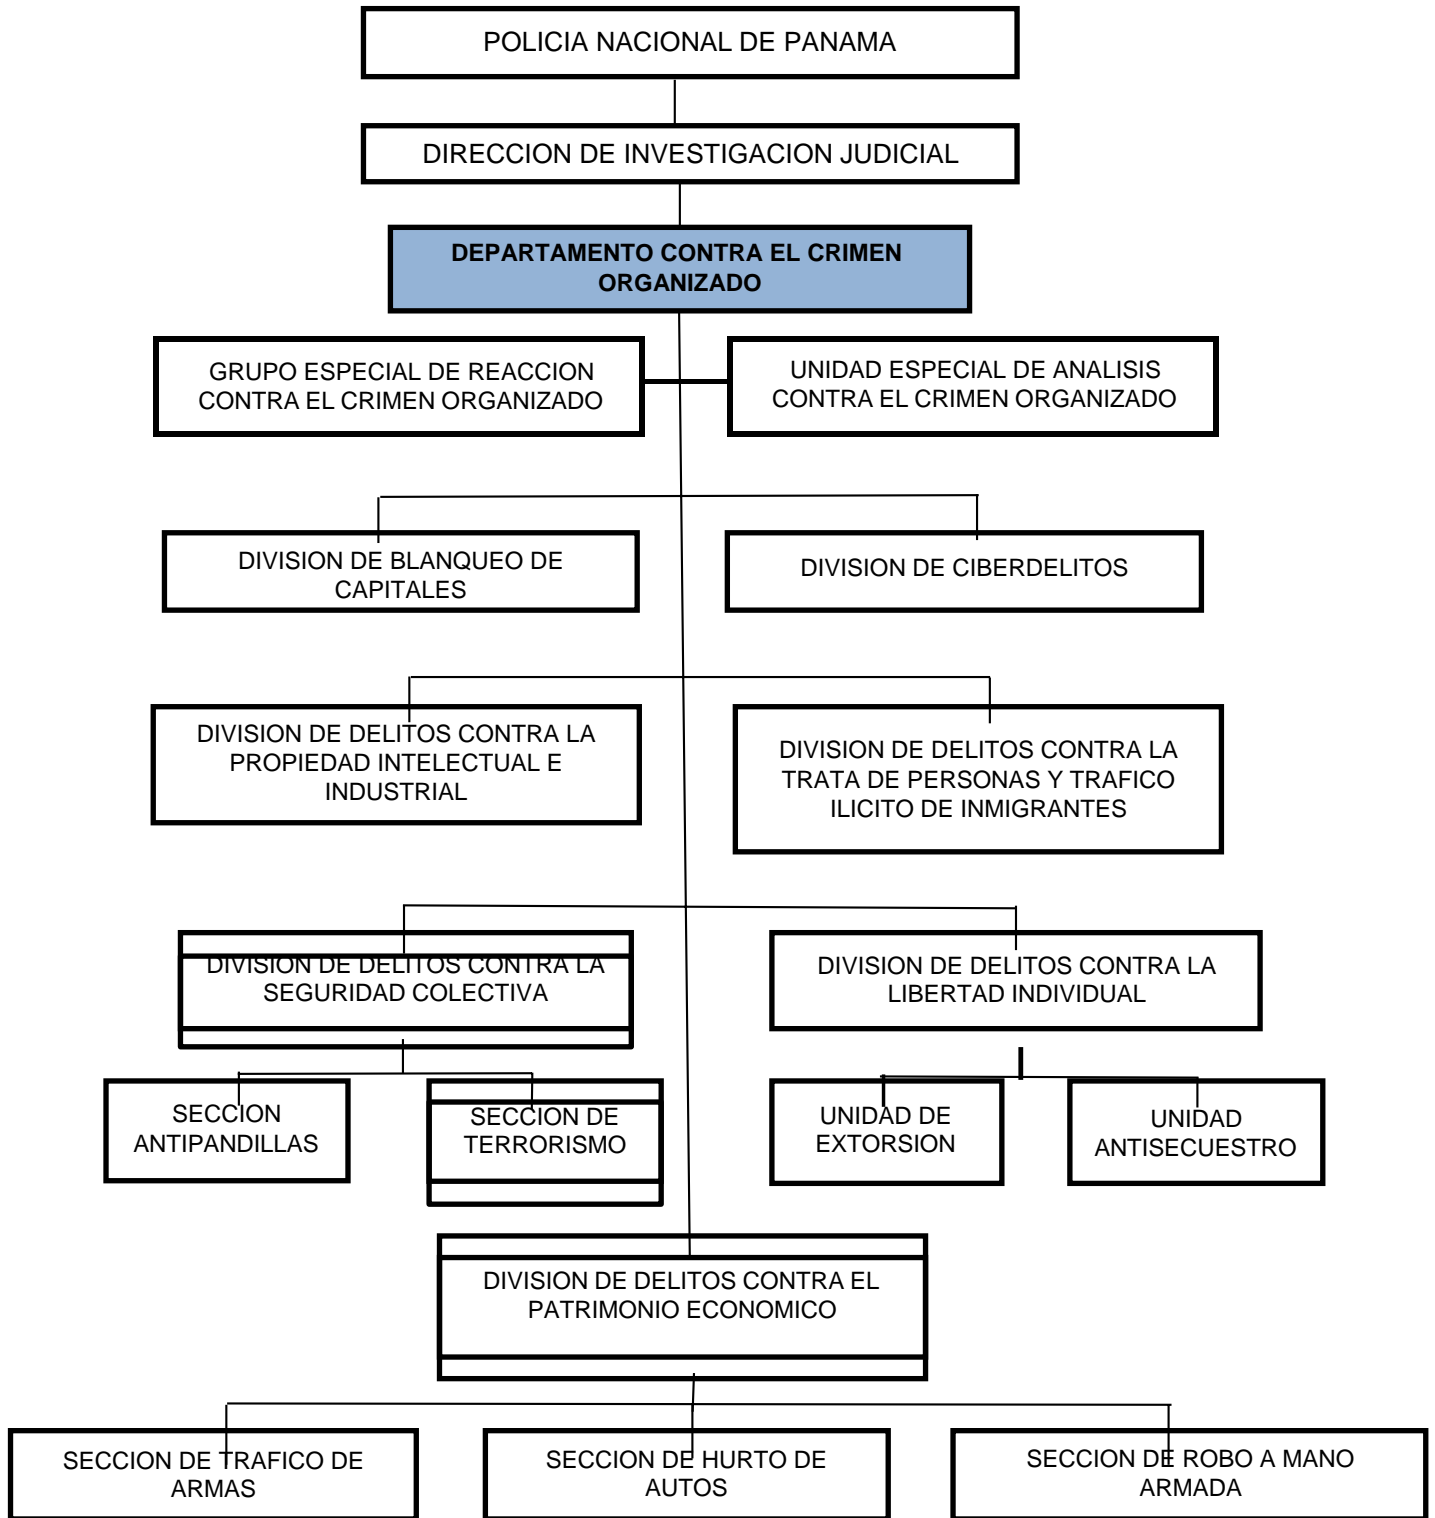 POLICIA NACIONAL DE PANAMA
DIRECCION DE INVESTIGACION JUDICIAL
DEPARTAMENTO CONTRA EL CRIMEN
ORGANIZADO
GRUPO ESPECIAL DE REACCION
CONTRA EL CRIMEN ORGANIZADO
UNIDAD ESPECIAL DE ANALISIS
CONTRA EL CRIMEN ORGANIZADO
DIVISION DE BLANQUEO DE
CAPITALES
DIVISION DE CIBERDELITOS
DIVISION DE DELITOS CONTRA LA
PROPIEDAD INTELECTUAL E
INDUSTRIAL
DIVISION DE DELITOS CONTRA LA
TRATA DE PERSONAS Y TRAFICO
ILICITO DE INMIGRANTES
DIVISION DE DELITOS CONTRA LA
SEGURIDAD COLECTIVA
DIVISION DE DELITOS CONTRA LA
LIBERTAD INDIVIDUAL
SECCION
ANTIPANDILLAS
SECCION DE
TERRORISMO
UNIDAD DE
EXTORSION
UNIDAD
ANTISECUESTRO
DIVISION DE DELITOS CONTRA EL
PATRIMONIO ECONOMICO
SECCION DE TRAFICO DE
ARMAS
SECCION DE HURTO DE
AUTOS
SECCION DE ROBO A MANO
ARMADA